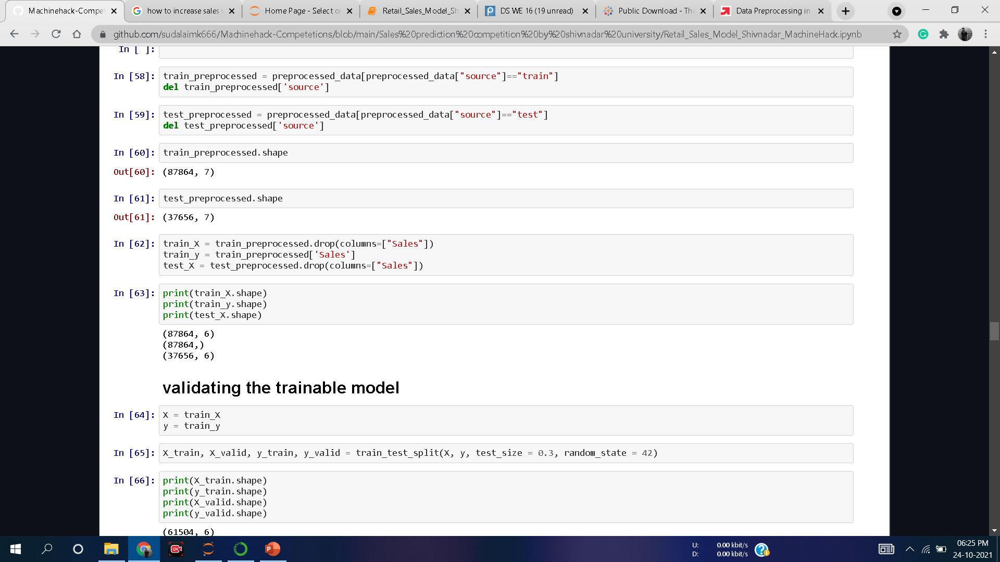 Machinehack-Compet
how to increase sales i
Home Page - Select or
Retail_Sales_Model_Sh
DS WE 16 (19 unread)
Public Download - Tha
Data Preprocessing in
github.com/sudalaimk666/Machinehack-Competetions/blob/main/Sales%20prediction%20competition%20by%20shivnadar%20university/Retail_Sales_Model_Shivnadar_MachineHack.ipynb
In [ ]:
In [58]: train_preprocessed = preprocessed_data[preprocessed_data["source"]=="train"]
del train_preprocessed['source']
In [59]: test_preprocessed = preprocessed_data[preprocessed_data["source"]=="test"]
del test_preprocessed['source']
In [60]: train_preprocessed.shape
Out[60]: (87864, 7)
In [61]: test_preprocessed.shape
Out[61]: (37656, 7)
In [62]: train_X = train_preprocessed.drop(columns=["Sales"])
train_y = train_preprocessed['Sales']
test_X = test_preprocessed.drop(columns=["Sales"])
In [63]: print(train_X.shape)
print(train_y.shape)
print(test_X.shape)
(87864, 6)
(87864,)
(37656, 6)
validating the trainable model
In [64]: X = train_X
y = train_y
In [65]: X_train, X_valid, y_train, y_valid = train_test_split(X, y, test_size = 0.3, random_state = 42)
In [66]: print(X_train.shape)
print(y_train.shape)
print(X_valid.shape)
print(y_valid.shape)
(61504, 6)
U: 0.00 kbit/s
D: 0.00 kbit/s
06:25 PM
24-10-2021